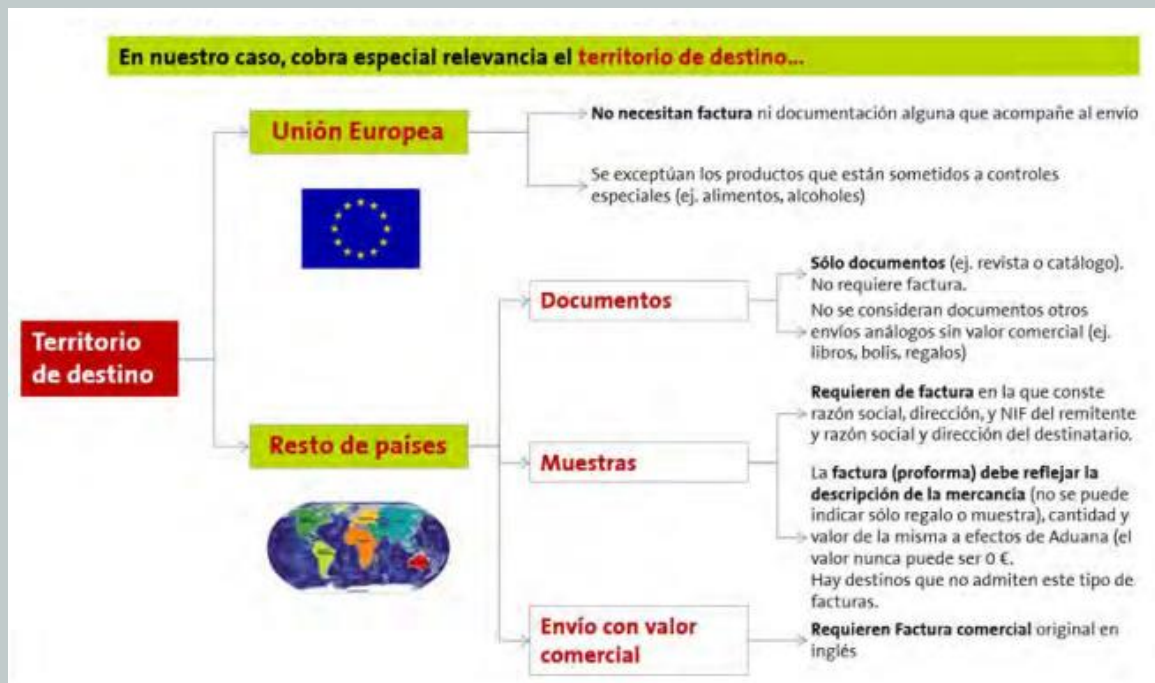 En nuestro caso, cobra especial relevancia el territorio de destino...
Unión Europea
No necesitan factura ni documentación alguna que acompañe al envío
Se exceptúan los productos que están sometidos a controles
especiales (ej. alimentos, alcoholes)
Territorio
de destino
Resto de países
Documentos
Sólo documentos (ej. revista o catálogo).
No requiere factura.
No se consideran documentos otros
envíos análogos sin valor comercial (ej.
libros, bolis, regalos)
Muestras
Requieren de factura en la que conste
razón social, dirección, y NIF del remitente
y razón social y dirección del destinatario.
La factura (proforma) debe reflejar la
descripción de la mercancía (no se puede
indicar sólo regalo o muestra), cantidad y
valor de la misma a efectos de Aduana (el
valor nunca puede ser 0 €.
Hay destinos que no admiten este tipo de
facturas.
Envío con valor
comercial
Requieren Factura comercial original en
inglés